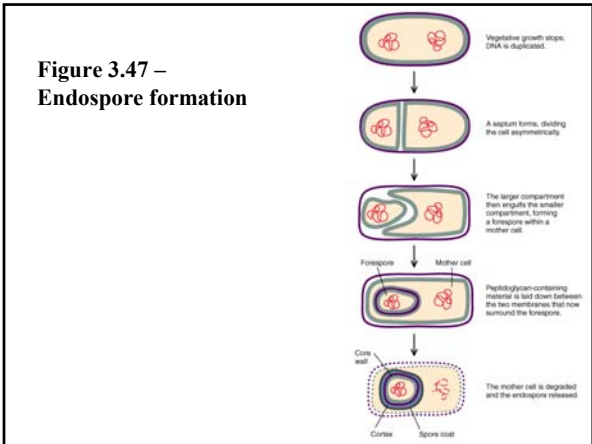 Figure 3.47 –
Endospore formation
Vegetative growth stops;
DNA is duplicated.
A septum forms, dividing
the cell asymmetrically.
The larger compartment
then engulfs the smaller
compartment, forming
a forespore within a
mother cell.
Forespore
Mother cell
Peptidoglycan-containing
material is laid down between
the two membranes that now
surround the forespore.
Core
wall
The mother cell is degraded
and the endospore released.
Cortex
Spore coat